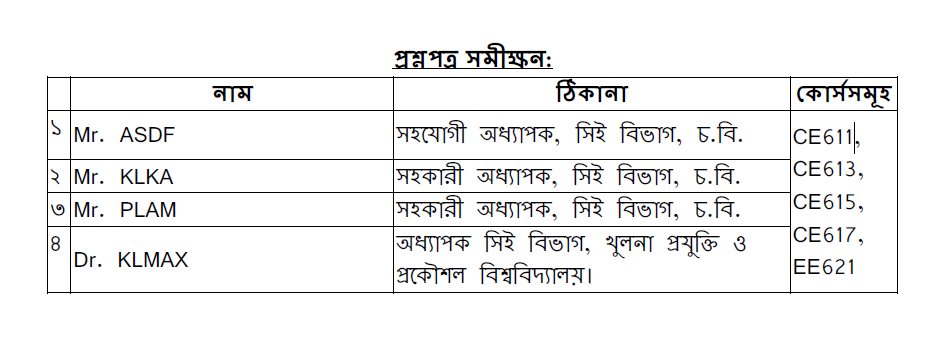 প্রশ্নপত্র সমীক্ষন:
নাম ঠিকানা কোর্সসমূহ
১ Mr. ASDF সহযোগী অধ্যাপক, সিই বিভাগ, চ.বি. CE611,
২ Mr. KLKA সহকারী অধ্যাপক, সিই বিভাগ, চ.বি. CE613,
৩ Mr. PLAM সহকারী অধ্যাপক, সিই বিভাগ, চ.বি. CE615,
৪ Dr. KLMAX অধ্যাপক সিই বিভাগ, খুলনা প্রযুক্তি ও CE617,
প্রকৌশল বিশ্ববিদ্যালয়। EE621